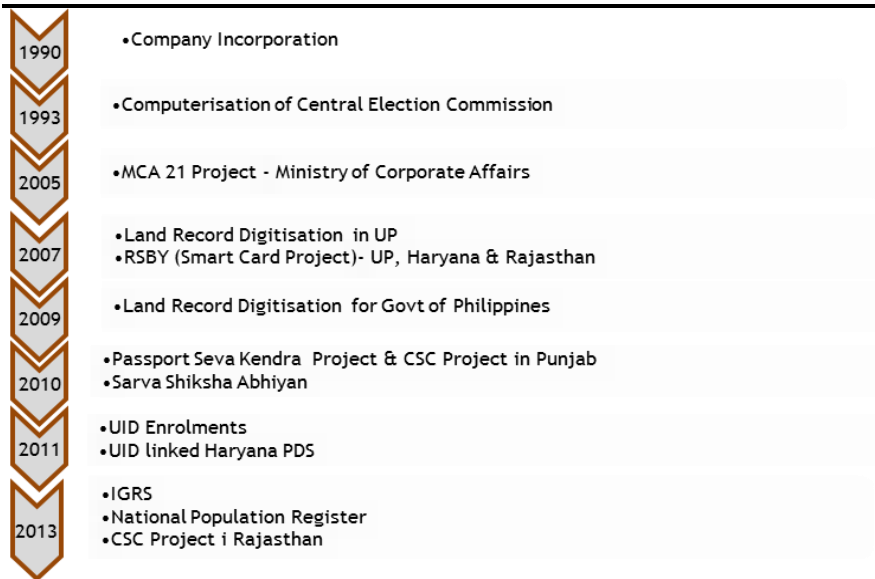 1990
•Company Incorporation
1993
•Computerisation of Central Election Commission
2005
•MCA 21 Project - Ministry of Corporate Affairs
2007
•Land Record Digitisation in UP
•RSBY (Smart Card Project)- UP, Haryana & Rajasthan
2009
•Land Record Digitisation for Govt of Philippines
2010
•Passport Seva Kendra Project & CSC Project in Punjab
•Sarva Shiksha Abhiyan
2011
•UID Enrolments
•UID linked Haryana PDS
2013
•IGRS
•National Population Register
•CSC Project i Rajasthan